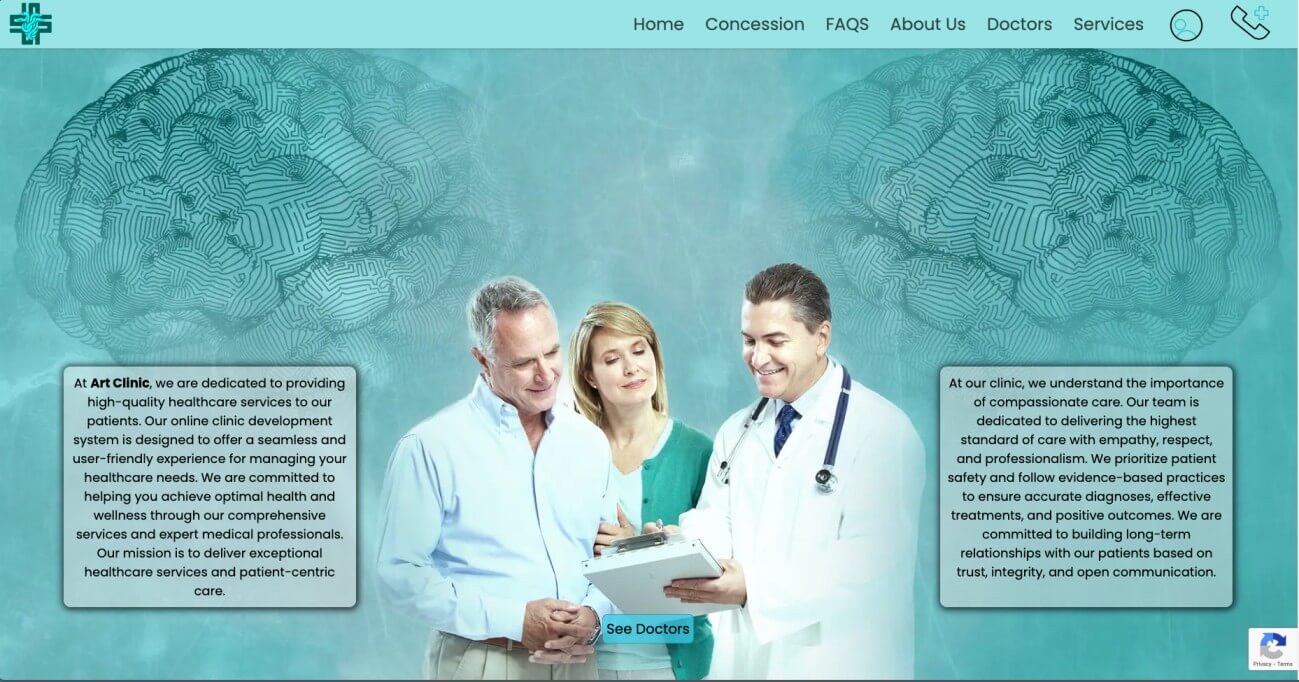 Home Concession FAQS About Us Doctors Services
At Art Clinic, we are dedicated to providing
high-quality healthcare services to our
patients. Our online clinic development
system is designed to offer a seamless and
user-friendly experience for managing your
healthcare needs. We are committed to
helping you achieve optimal health and
wellness through our comprehensive
services and expert medical professionals.
Our mission is to deliver exceptional
healthcare services and patient-centric
care.
At our clinic, we understand the importance
of compassionate care. Our team is
dedicated to delivering the highest
standard of care with empathy, respect,
and professionalism. We prioritize patient
safety and follow evidence-based practices
to ensure accurate diagnoses, effective
treatments, and positive outcomes. We are
committed to building long-term
relationships with our patients based on
trust, integrity, and open communication.
See Doctors
Privacy - Terms